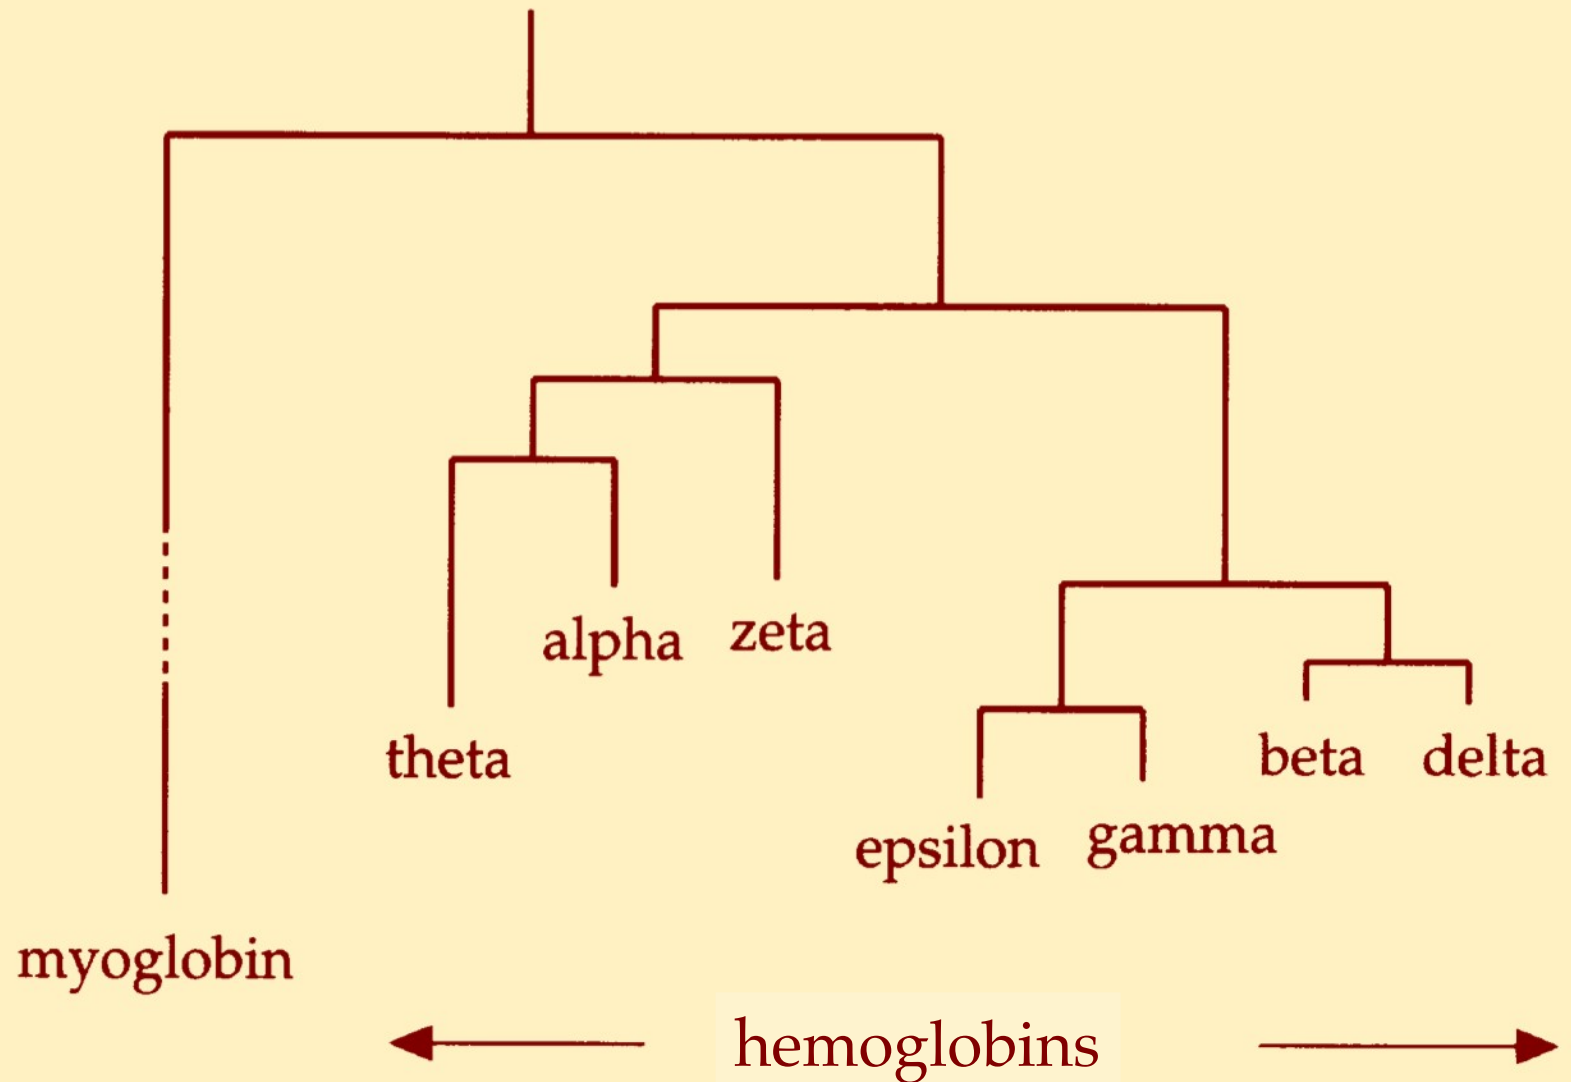 alpha
zeta
theta
beta
delta
epsilon
gamma
myoglobin
hemoglobins